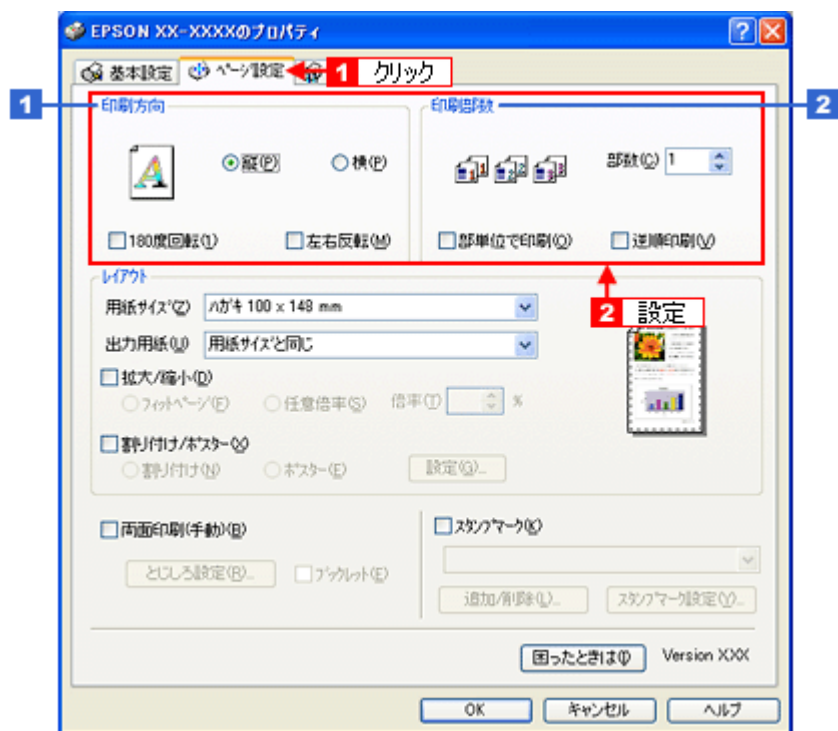 EPSON XX-XXXXのプロパティ
基本設定 ページ設定
1 クリック
1
印刷方向
印刷部数
2
縦(P) 横(P)
部数(C) 1
180度回転(1) 左右反転(M)
部単位で印刷(O) 逆順印刷(V)
レイアウト
2 設定
用紙サイズ(Z) ハガキ 100 x 148 mm
出力用紙(U) 用紙サイズと同じ
拡大/縮小(D)
フィットページ(F) 任意倍率(S) 倍率(T) %
割り付け/ポスター(X)
割り付け(N) ポスター(E) 設定(G)...
両面印刷(手動)(B)
スタンプマーク(K)
とじしろ設定(R)... ブックレット(E)
追加/削除(L)... スタンプマーク設定(Y)...
困ったときは(I) Version XXX
OK キャンセル ヘルプ